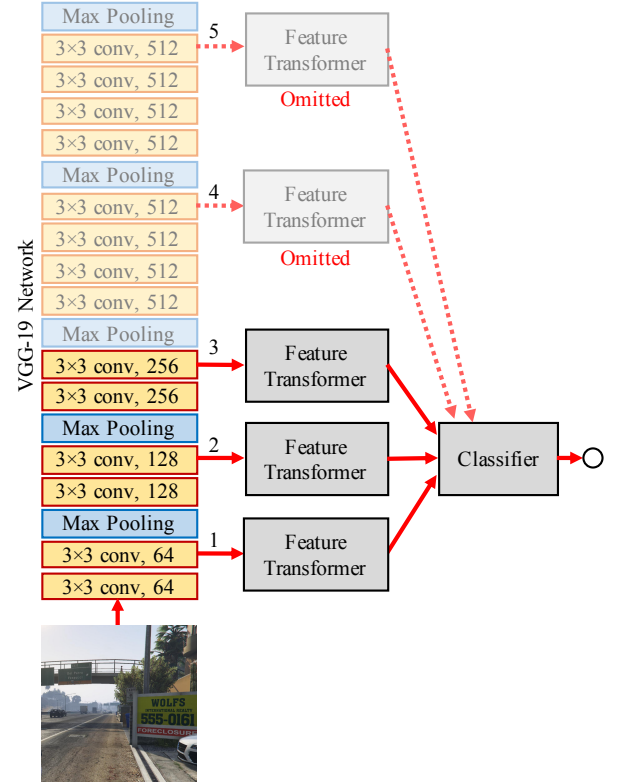 Max Pooling
3×3 conv, 512
3×3 conv, 512
3×3 conv, 512
3×3 conv, 512
5
Feature
Transformer
Omitted
Max Pooling
3×3 conv, 512
3×3 conv, 512
3×3 conv, 512
3×3 conv, 512
4
Feature
Transformer
Omitted
VGG-19 Network
Max Pooling
3×3 conv, 256
3×3 conv, 256
3
Feature
Transformer
Max Pooling
3×3 conv, 128
3×3 conv, 128
2
Feature
Transformer
Classifier
Max Pooling
3×3 conv, 64
3×3 conv, 64
1
Feature
Transformer
WOLFS
INTERNATIONAL REALTY
555-0161
FORECLOSURE